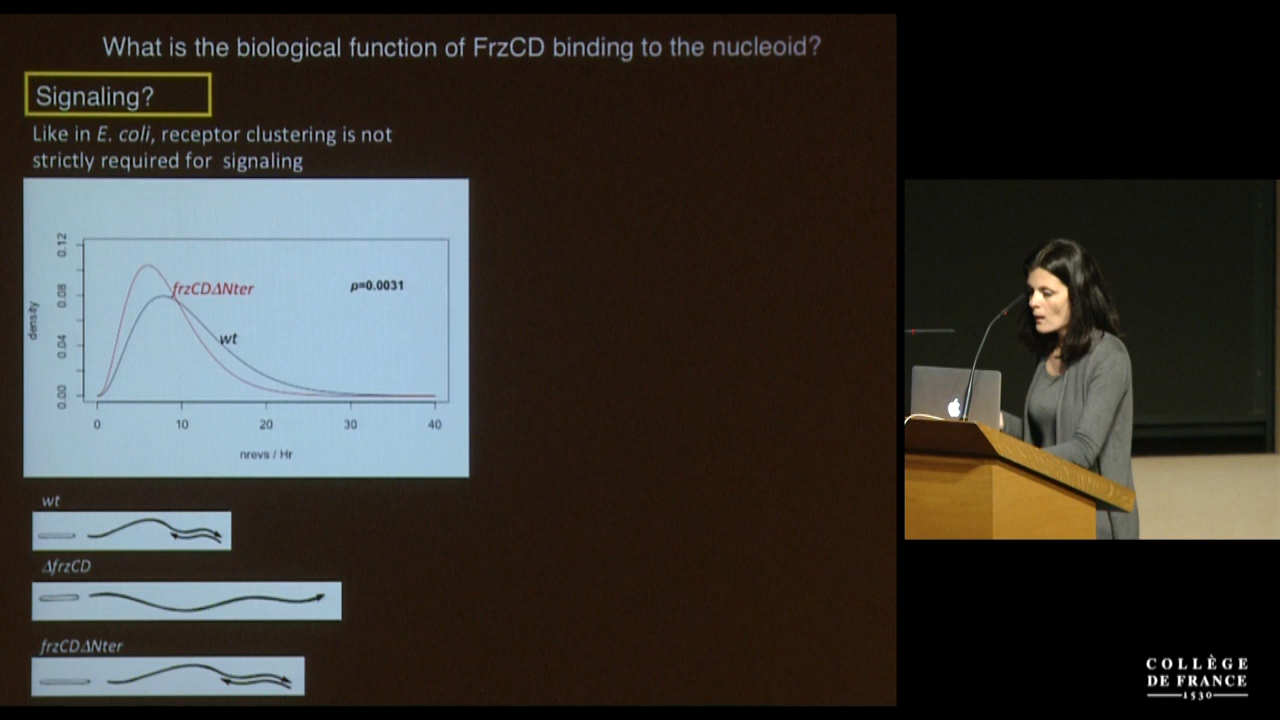 What is the biological function of FrzCD binding to the nucleoid?
Signaling?
Like in E. coli, receptor clustering is not
strictly required for signaling
0.12
0.08
0.04
0.00
density
frzCDΔNter
p=0.0031
wt
0 10 20 30 40
nrevs / Hr
wt
ΔfrzCD
frzCDΔNter
COLLÈGE
DE FRANCE
1530